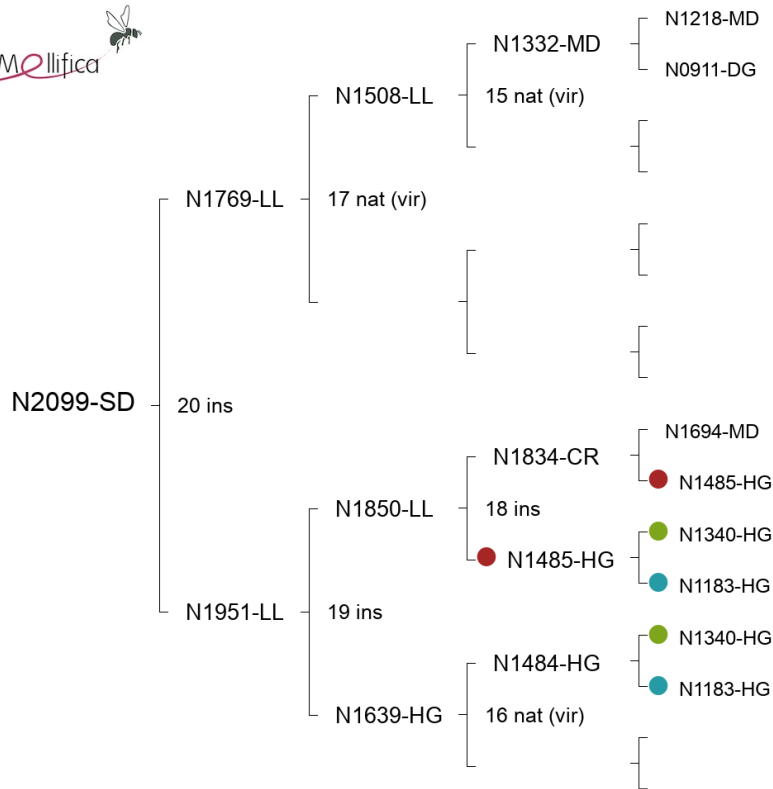 Mellifica
N1218-MD
N1332-MD
N0911-DG
N1508-LL
15 nat (vir)
N1769-LL
17 nat (vir)
N2099-SD
20 ins
N1694-MD
N1834-CR
N1485-HG
N1850-LL
18 ins
N1340-HG
N1485-HG
N1183-HG
N1951-LL
19 ins
N1340-HG
N1484-HG
N1183-HG
N1639-HG
16 nat (vir)